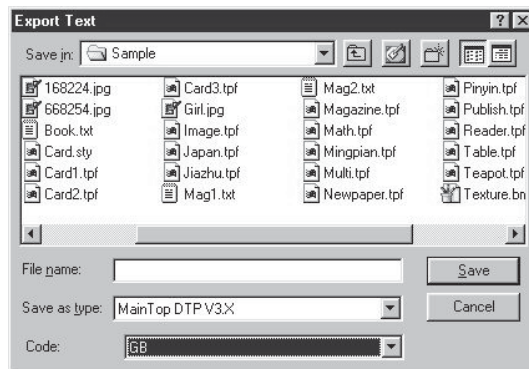 Export Text
Save in: Sample
168224.jpg Card3.tpf Mag2.txt Pinyin.tpf
668254.jpg Girl.jpg Magazine.tpf Publish.tpf
Book.txt Image.tpf Math.tpf Reader.tpf
Card.sty Japan.tpf Mingpian.tpf Table.tpf
Card1.tpf Jiazhu.tpf Multi.tpf Teapot.tpf
Card2.tpf Mag1.txt Newpaper.tpf Texture.bn
File name: Save
Save as type: MainTop DTP V3.X Cancel
Code: GB